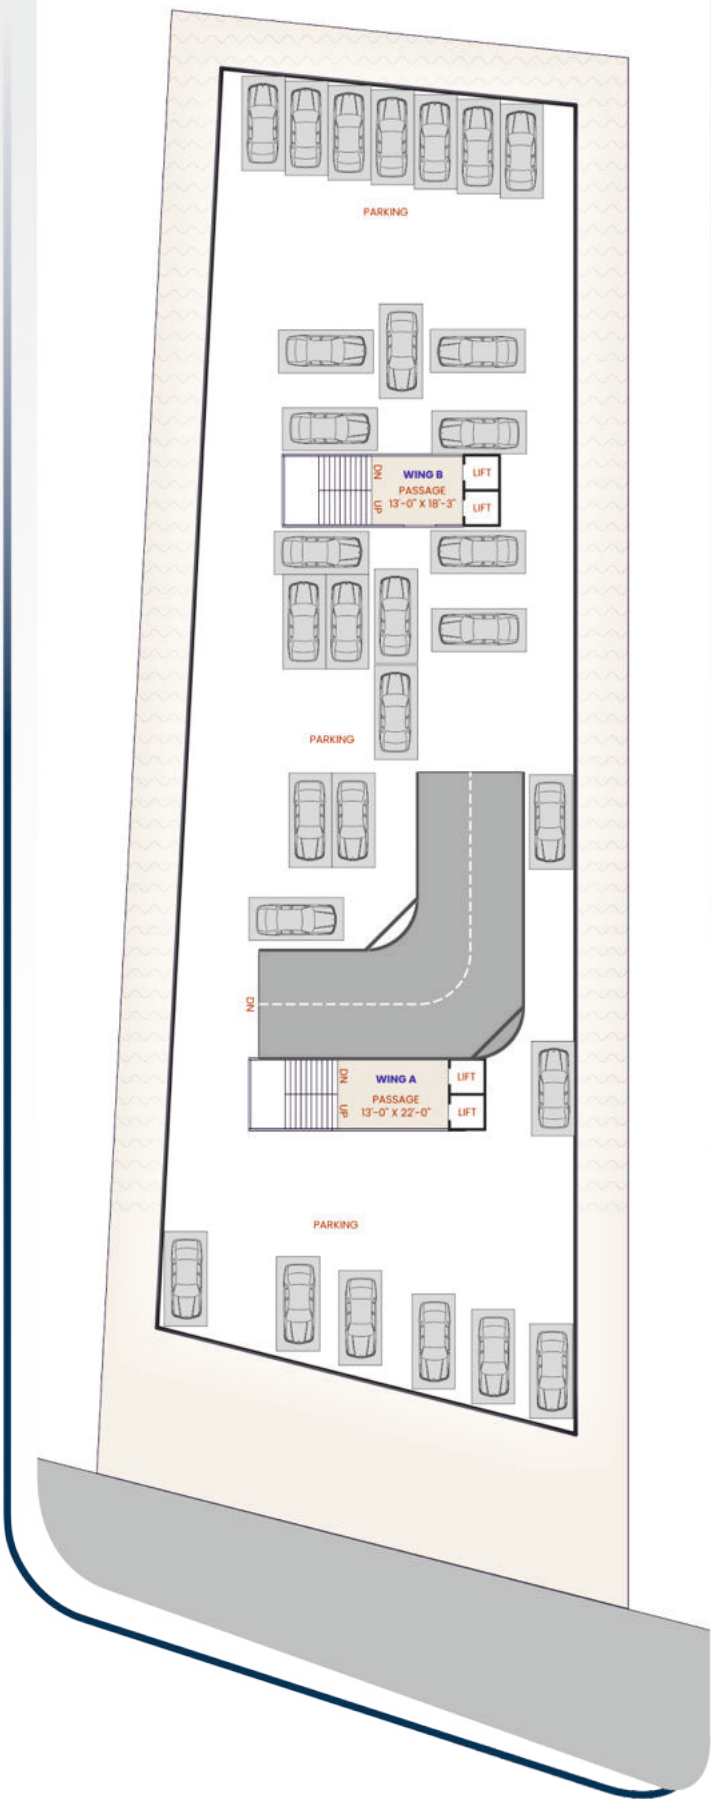 PARKING
DN
UP
WING B
PASSAGE
13'-0" X 18'-3"
LIFT
LIFT
PARKING
DN
DN
UP
WING A
PASSAGE
13'-0" X 22'-0"
LIFT
LIFT
PARKING